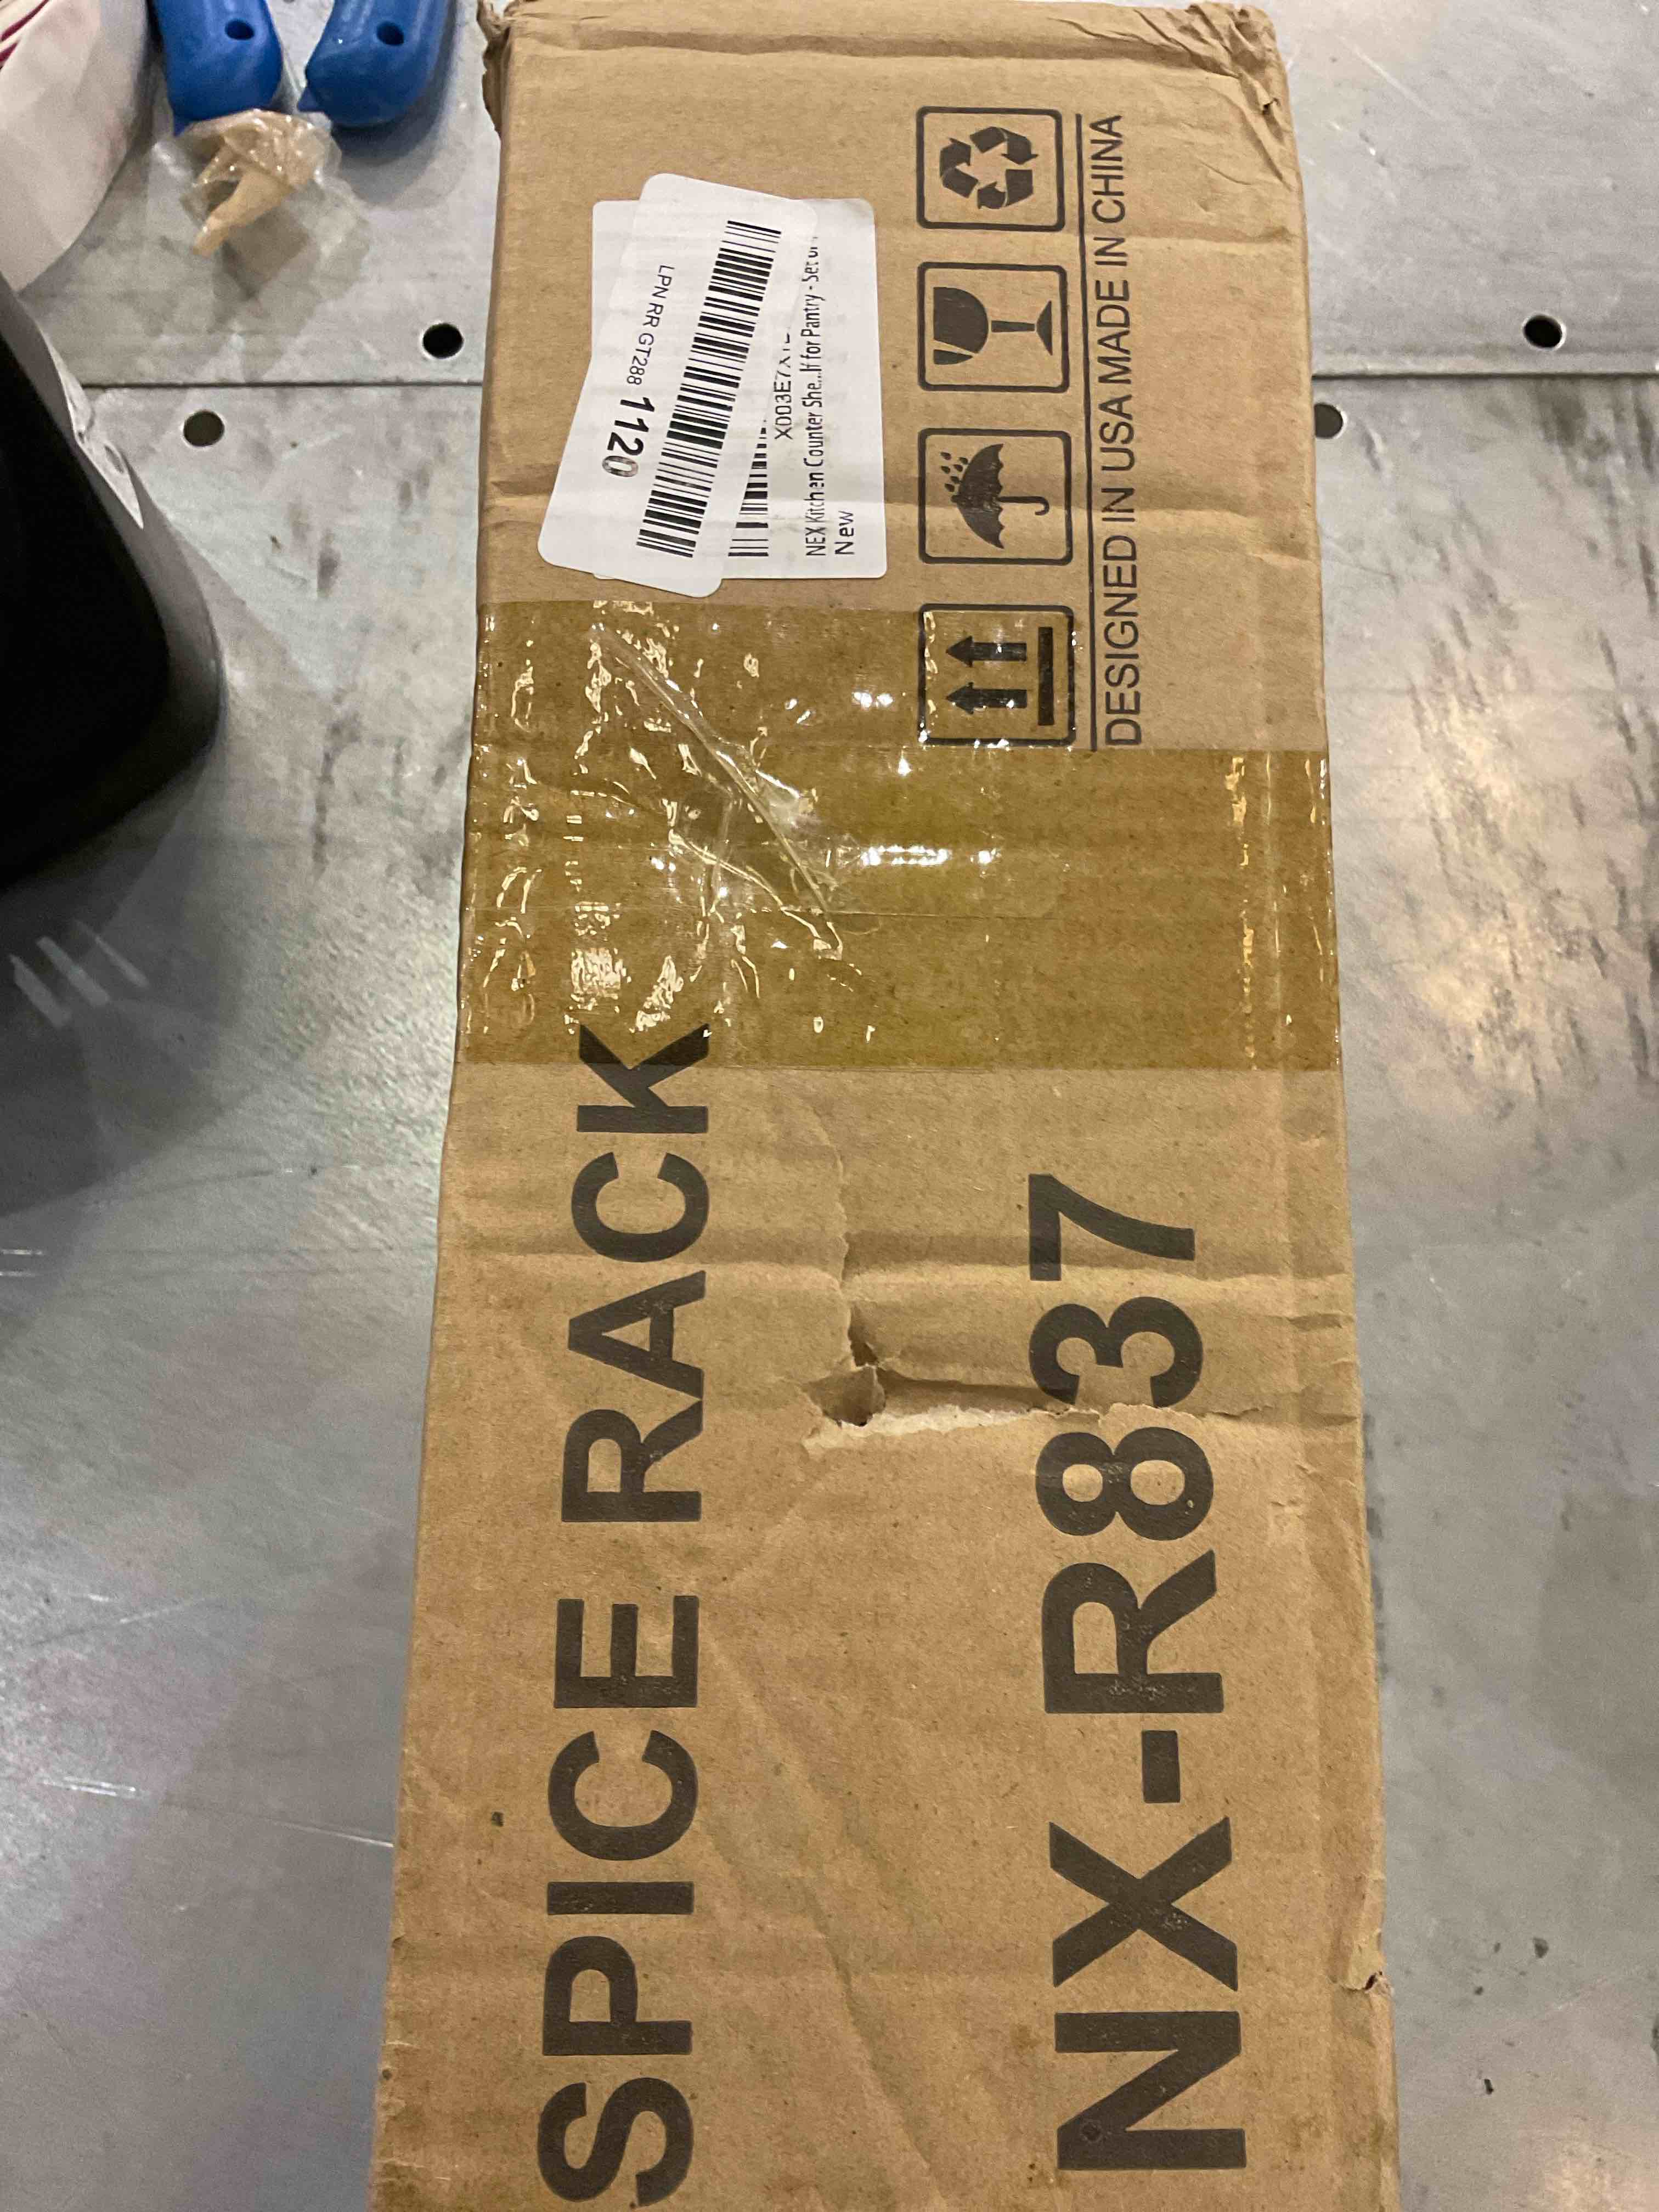 SPICE RACK
NX-R837
LPN RR GT288 1120
X003E7X1
NEX Kitchen Counter She...lf for Pantry - Set of
New
DESIGNED IN USA MADE IN CHINA